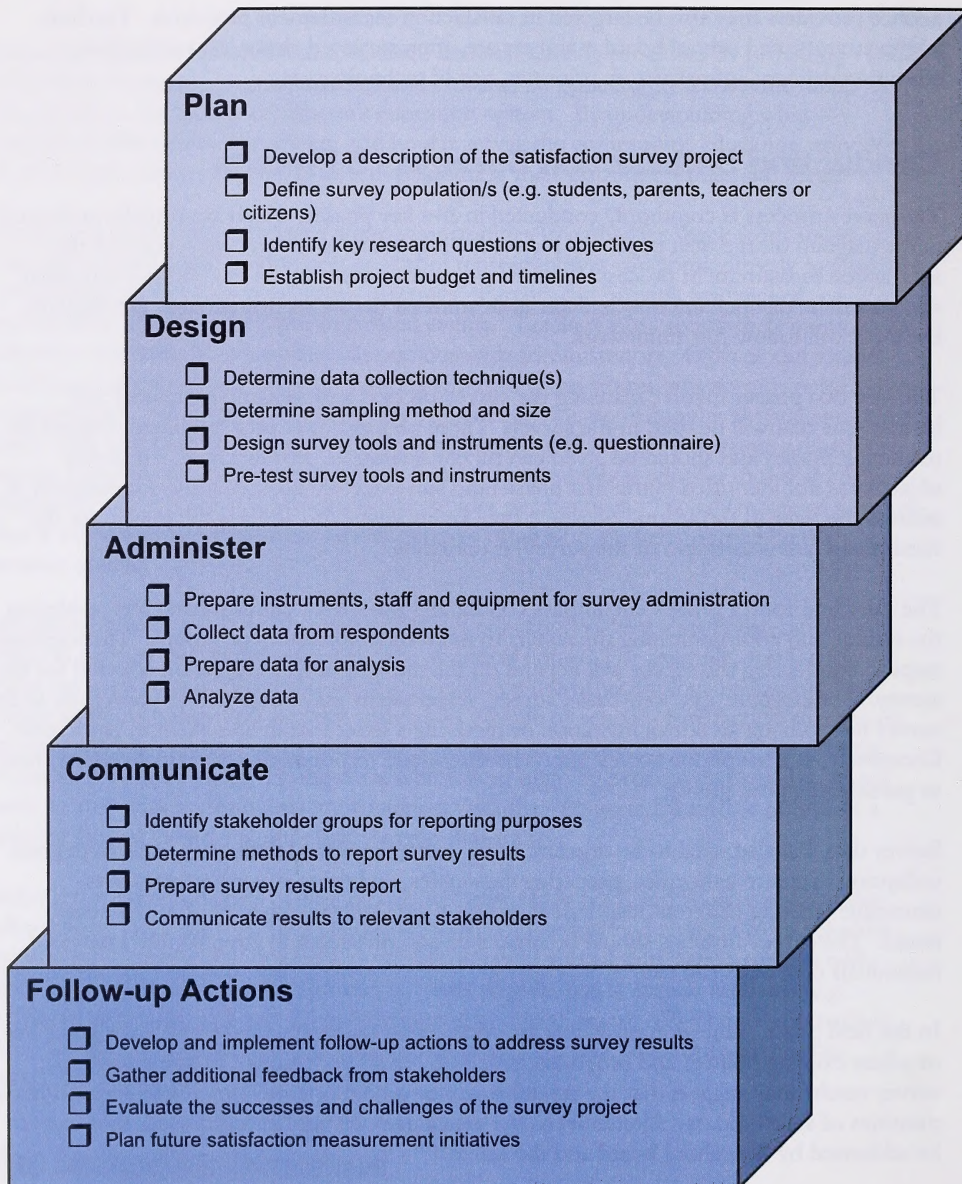 Plan
❐ Develop a description of the satisfaction survey project
❐ Define survey population/s (e.g. students, parents, teachers or
citizens)
❐ Identify key research questions or objectives
❐ Establish project budget and timelines
Design
❐ Determine data collection technique(s)
❐ Determine sampling method and size
❐ Design survey tools and instruments (e.g. questionnaire)
❐ Pre-test survey tools and instruments
Administer
❐ Prepare instruments, staff and equipment for survey administration
❐ Collect data from respondents
❐ Prepare data for analysis
❐ Analyze data
Communicate
❐ Identify stakeholder groups for reporting purposes
❐ Determine methods to report survey results
❐ Prepare survey results report
❐ Communicate results to relevant stakeholders
Follow-up Actions
❐ Develop and implement follow-up actions to address survey results
❐ Gather additional feedback from stakeholders
❐ Evaluate the successes and challenges of the survey project
❐ Plan future satisfaction measurement initiatives